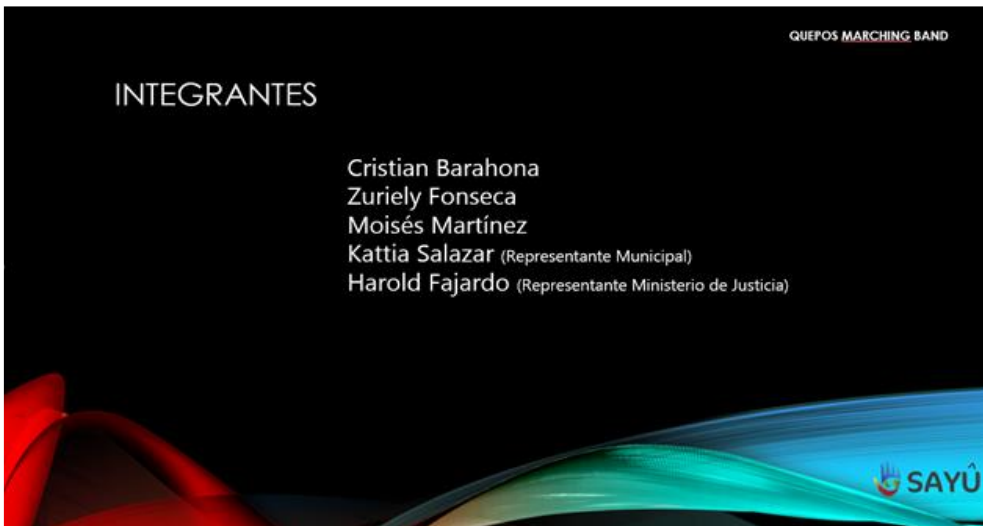 QUEPOS MARCHING BAND
INTEGRANTES
Cristian Barahona
Zuriely Fonseca
Moisés Martínez
Kattia Salazar (Representante Municipal)
Harold Fajardo (Representante Ministerio de Justicia)
SAYÛ